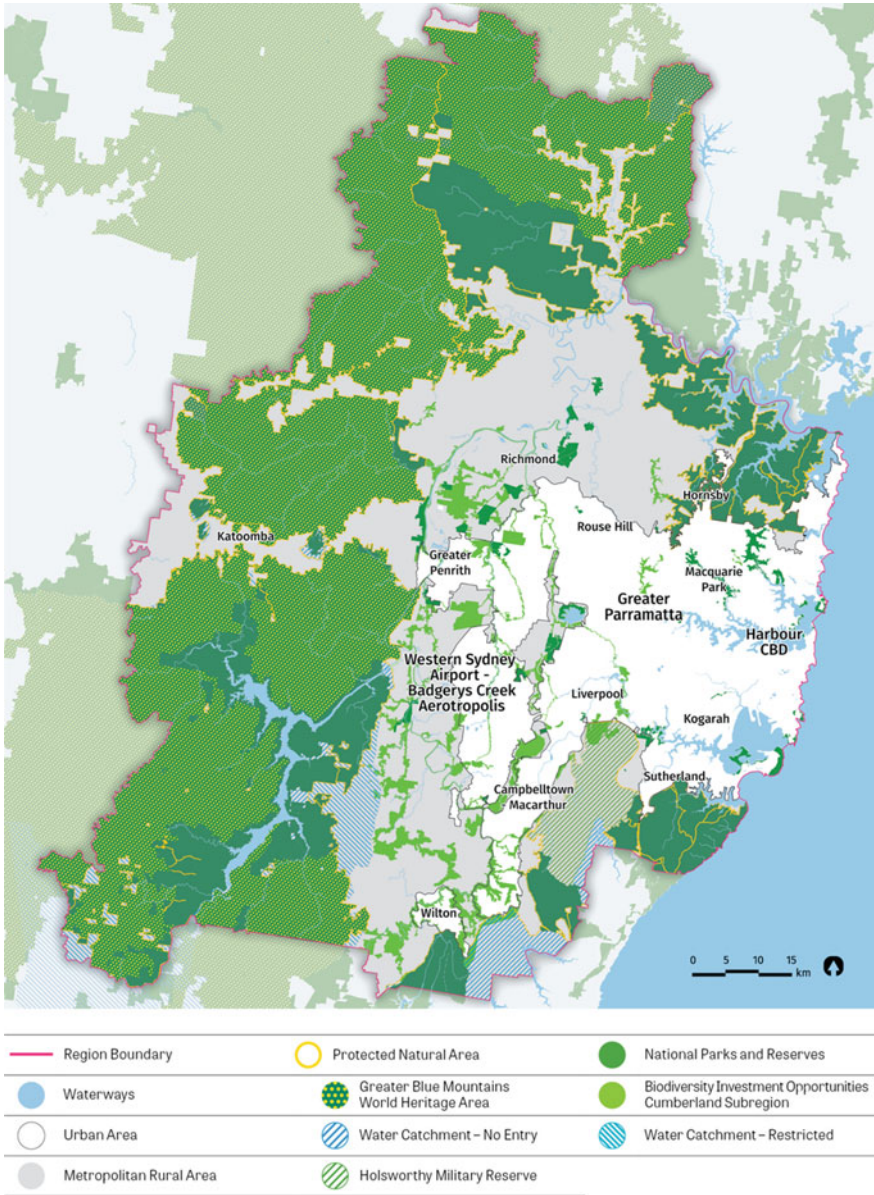 Richmond
Hornsby
Rouse Hill
Katoomba
Greater
Penrith
Macquarie
Park
Greater
Parramatta
Harbour
CBD
Western Sydney
Airport -
Badgerys Creek
Aerotropolis
Liverpool
Kogarah
Sutherland
Campbelltown
- Macarthur
Wilton
0 5 10 15
km
Region Boundary
Protected Natural Area
National Parks and Reserves
Waterways
Greater Blue Mountains
World Heritage Area
Biodiversity Investment Opportunities
Cumberland Subregion
Urban Area
Water Catchment – No Entry
Water Catchment – Restricted
Metropolitan Rural Area
Holsworthy Military Reserve